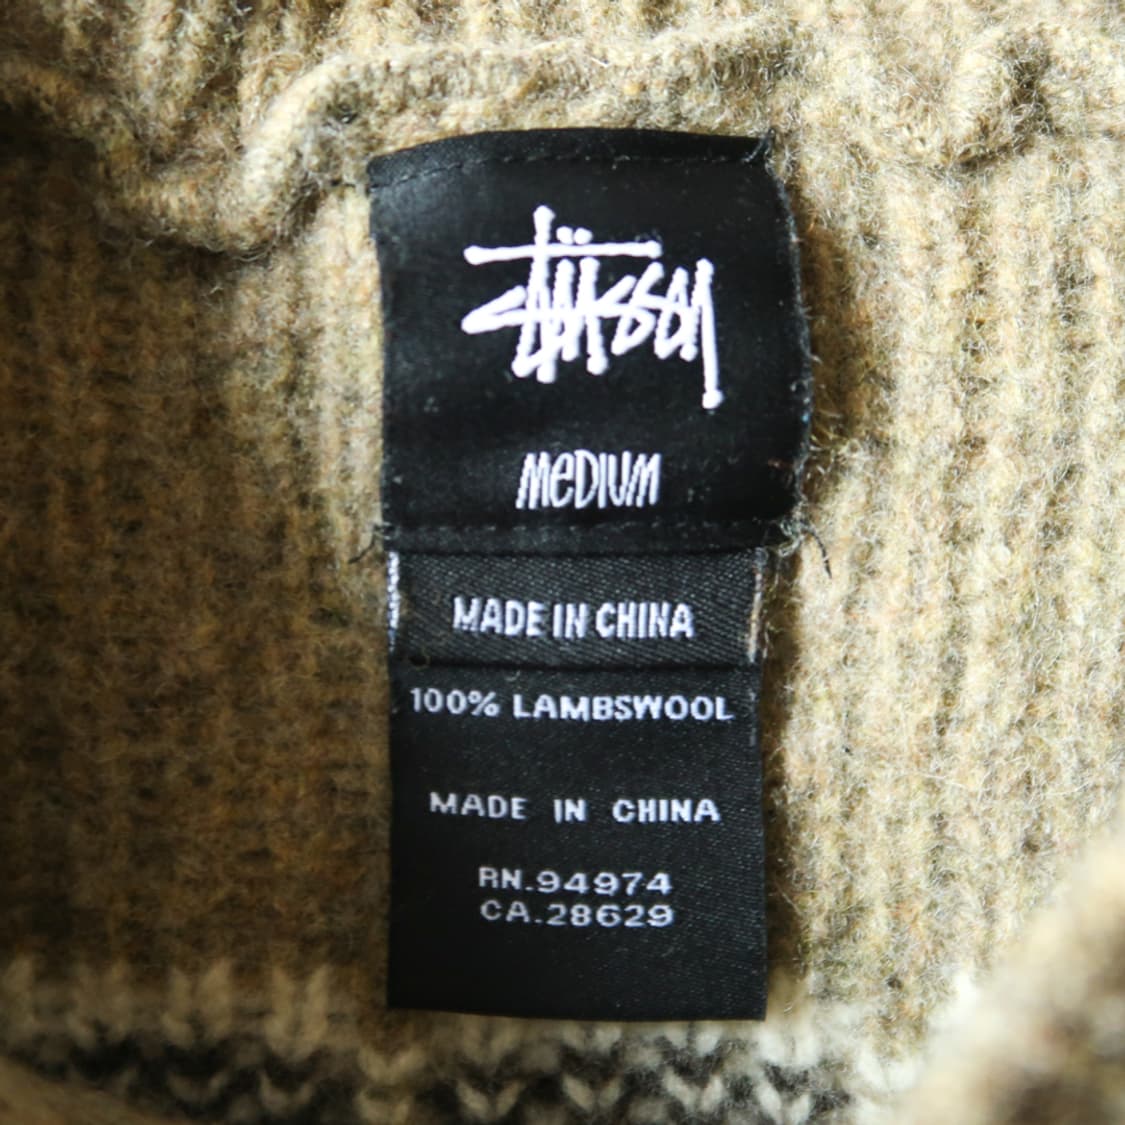 Stüssy
MEDIUM
MADE IN CHINA
100% LAMBSWOOL
MADE IN CHINA
RN.94974
CA.28629